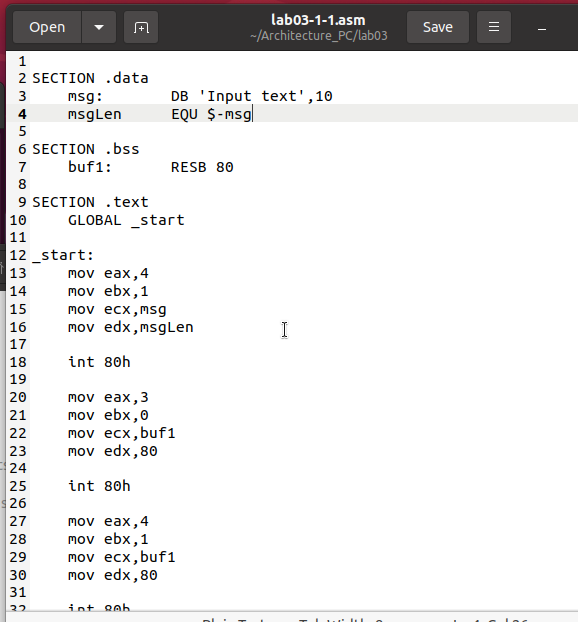 Open
lab03-1-1.asm
~/Architecture_PC/lab03
Save
1
2 SECTION .data
3     msg:        DB 'Input text',10
4     msgLen      EQU $-msg
5
6 SECTION .bss
7     buf1:       RESB 80
8
9 SECTION .text
10     GLOBAL _start
11
12 _start:
13     mov eax,4
14     mov ebx,1
15     mov ecx,msg
16     mov edx,msgLen
17
18     int 80h
19
20     mov eax,3
21     mov ebx,0
22     mov ecx,buf1
23     mov edx,80
24
25     int 80h
26
27     mov eax,4
28     mov ebx,1
29     mov ecx,buf1
30     mov edx,80
31
32     int 80h